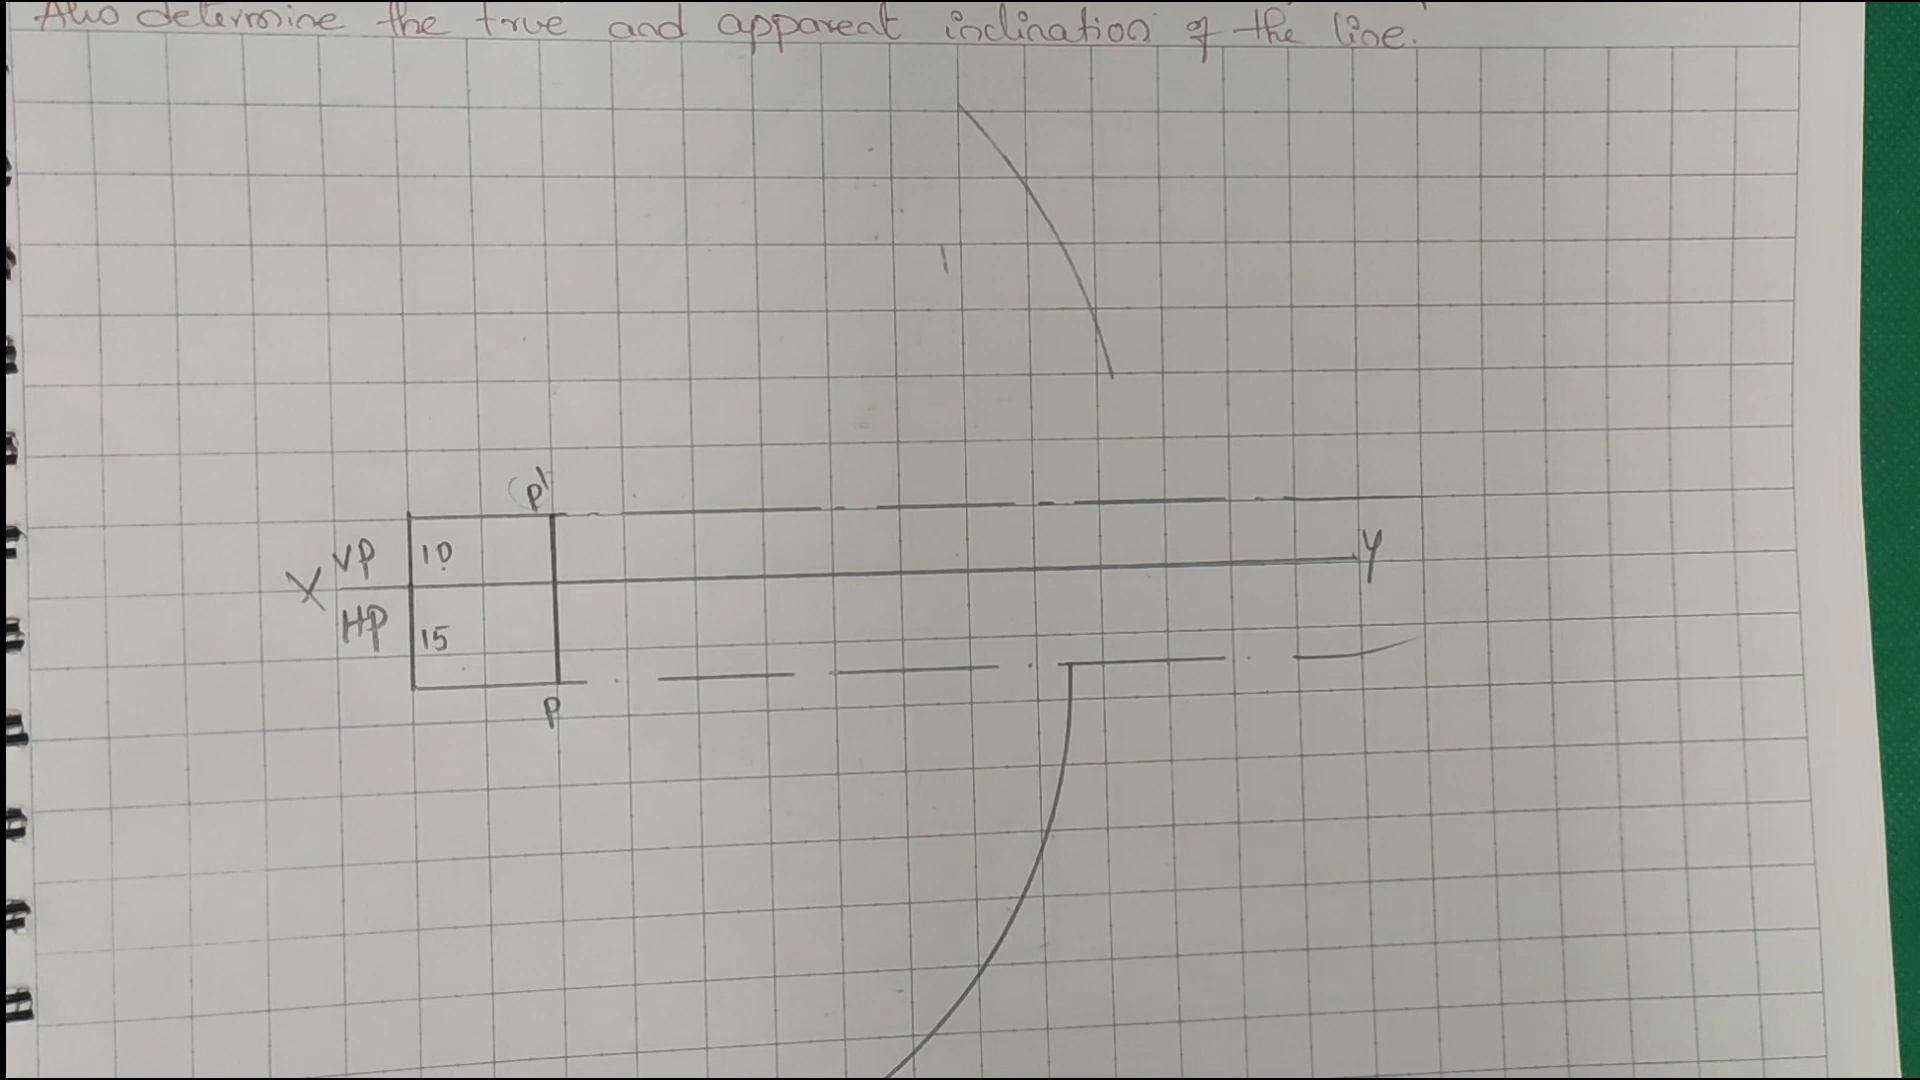 Also determine the true and apparent inclination of the line.
p'
VP 10
X Y
HP 15
P